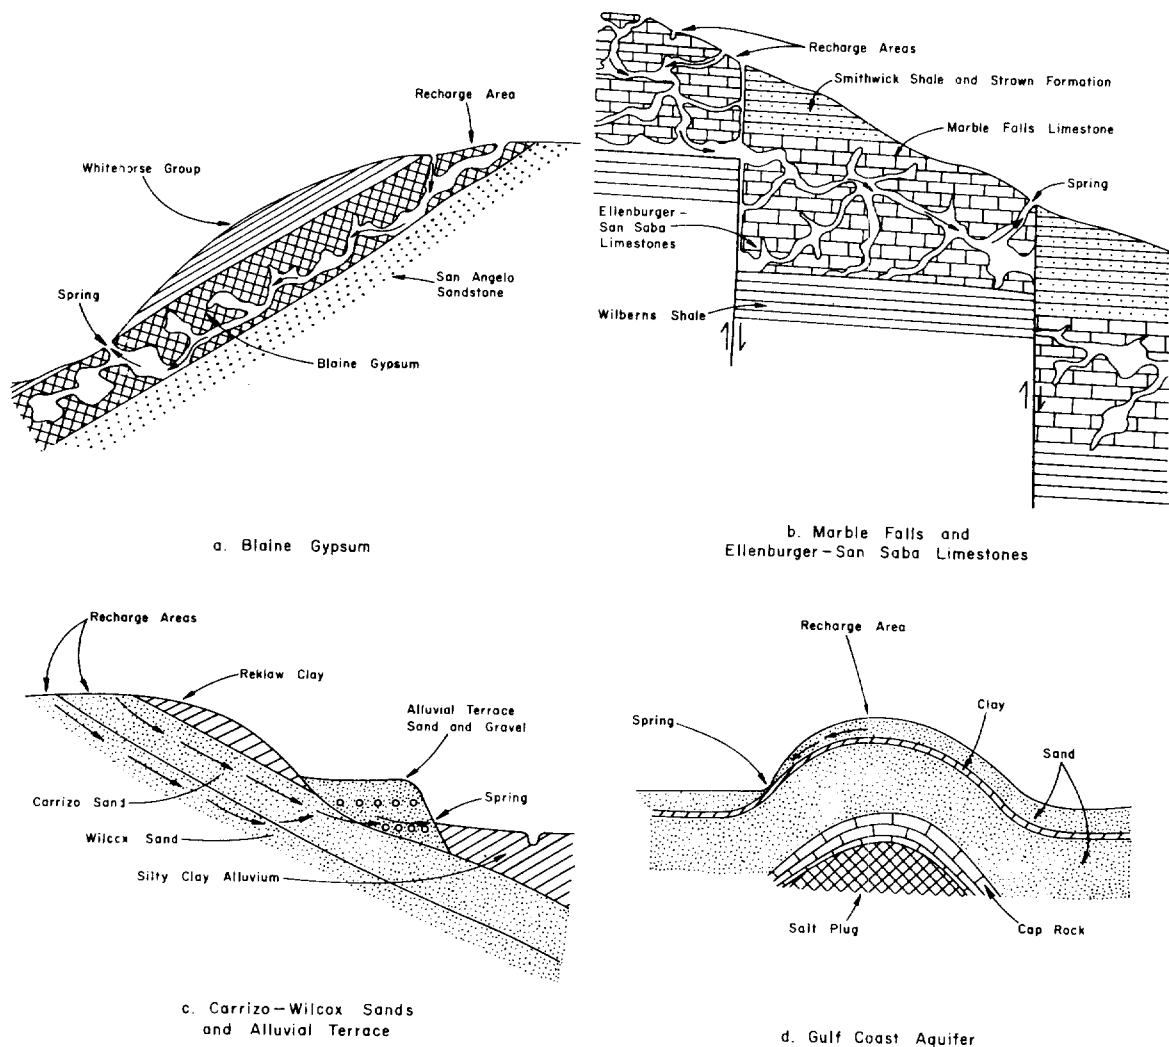 Recharge Area
Whitehorse Group
San Angelo
Sandstone
Spring
Blaine Gypsum
a. Blaine Gypsum
Recharge Areas
Smithwick Shale and Strown Formation
Marble Falls Limestone
Spring
Ellenburger–
San Saba
Limestones
Wilberns Shale
b. Marble Falls and
Ellenburger–San Saba Limestones
Recharge Areas
Reklaw Clay
Alluvial Terrace
Sand and Gravel
Carrizo Sand
Spring
Wilcox Sand
Silty Clay Alluvium
c. Carrizo–Wilcox Sands
and Alluvial Terrace
Recharge Area
Spring
Clay
Sand
Salt Plug
Cap Rock
d. Gulf Coast Aquifer